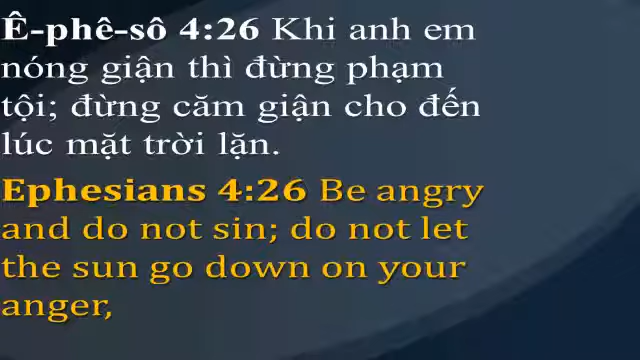 Ê-phê-sô 4:26 Khi anh em
nóng giận thì đừng phạm
tội; đừng căm giận cho đến
lúc mặt trời lặn.
Ephesians 4:26 Be angry
and do not sin; do not let
the sun go down on your
anger,